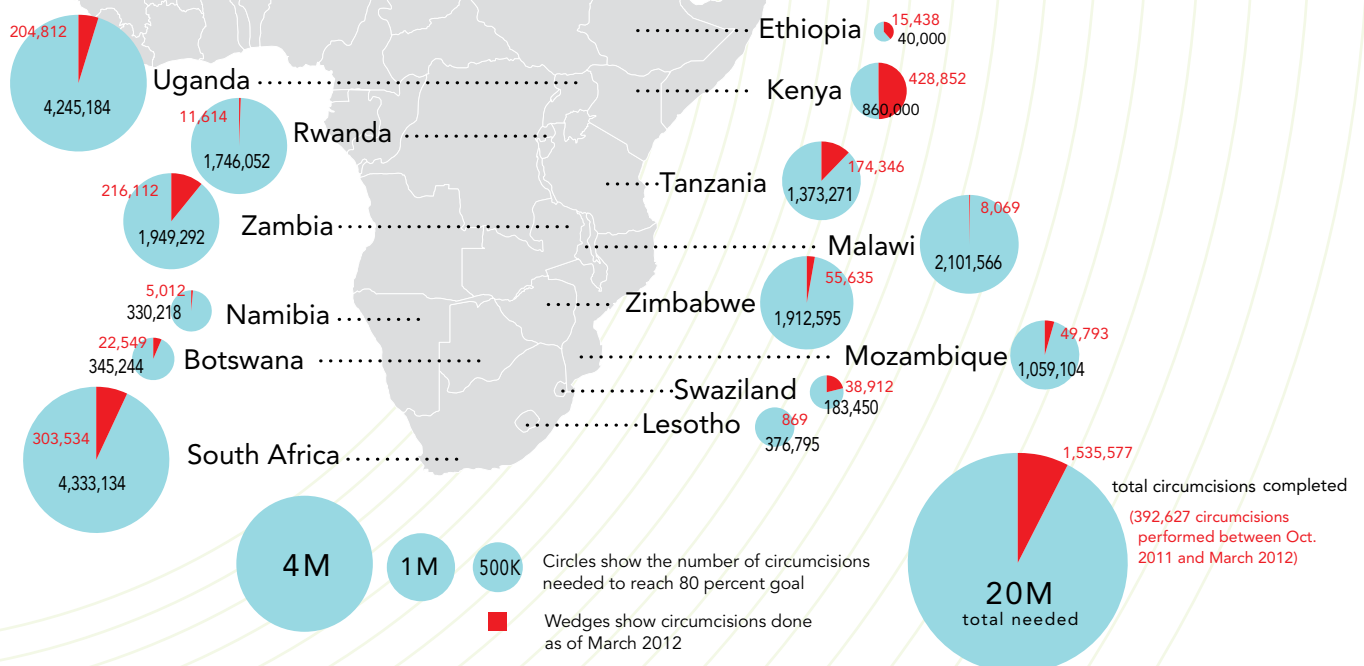 204,812
4,245,184
Uganda
11,614
1,746,052
Rwanda
216,112
1,949,292
Zambia
5,012
330,218
Namibia
22,549
345,244
Botswana
303,534
4,333,134
South Africa
Ethiopia
15,438
40,000
Kenya
428,852
860,000
Tanzania
174,346
1,373,271
Malawi
8,069
2,101,566
Zimbabwe
55,635
1,912,595
Mozambique
49,793
1,059,104
Swaziland
38,912
183,450
Lesotho
869
376,795
4M
1M
500K
Circles show the number of circumcisions
needed to reach 80 percent goal
Wedges show circumcisions done
as of March 2012
1,535,577
total circumcisions completed
(392,627 circumcisions
performed between Oct.
2011 and March 2012)
20M
total needed